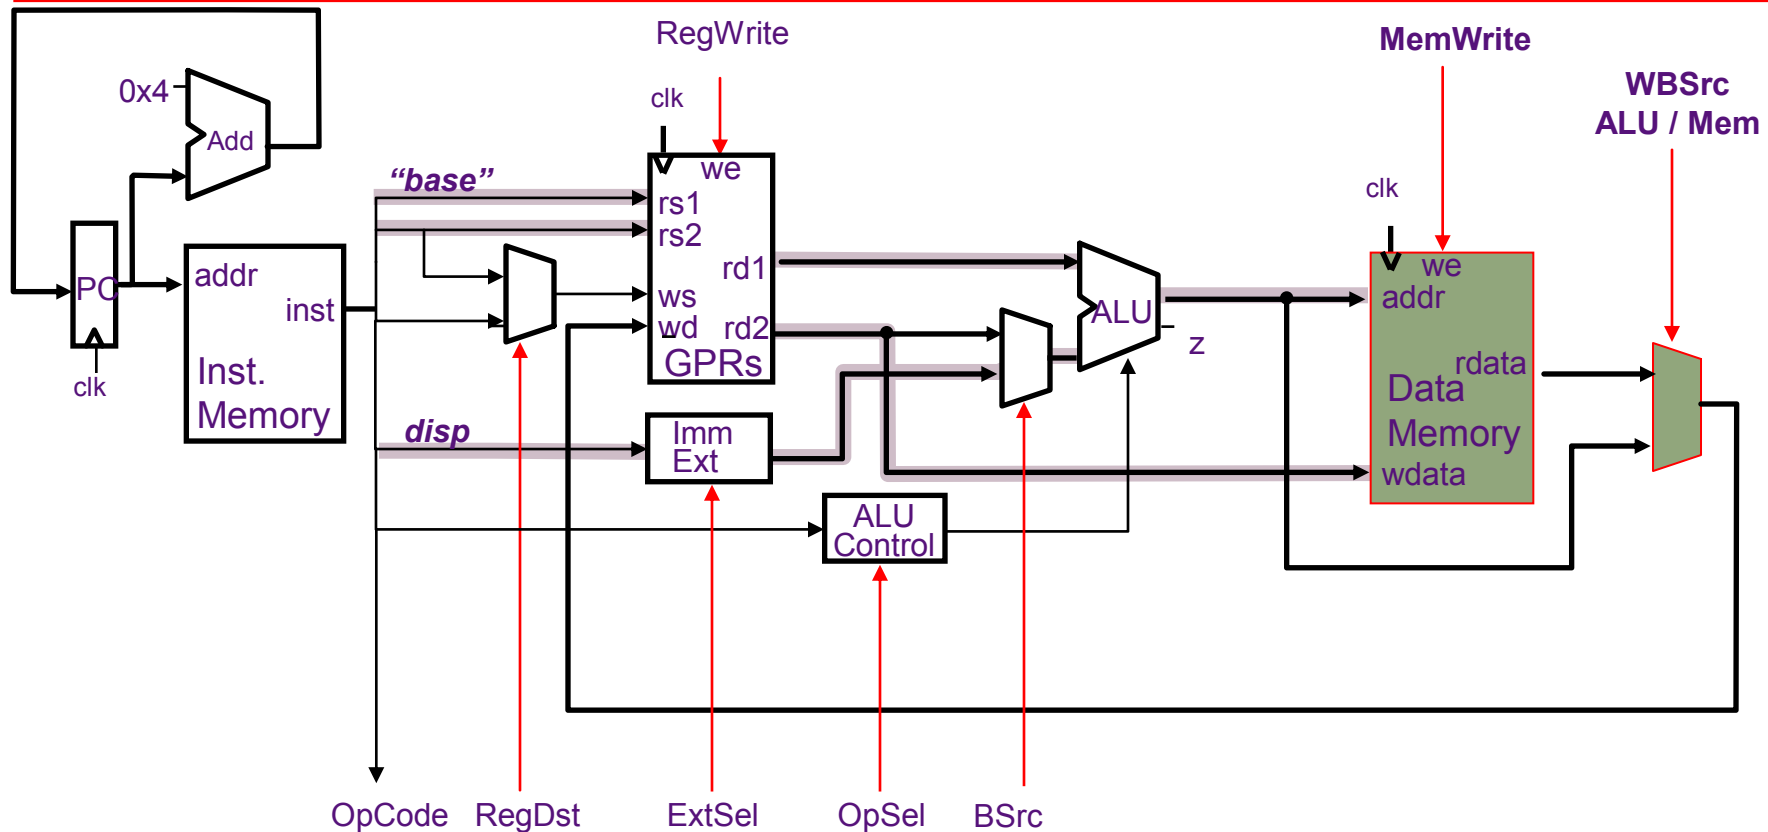 RegWrite
MemWrite
WBSrc
ALU / Mem
0x4
Add
clk
we
"base"
rs1
rs2
rd1
ws
wd
rd2
GPRs
PC
clk
addr
inst
Inst.
Memory
disp
Imm
Ext
ALU
Control
ALU
z
clk
we
addr
rdata
Data
Memory
wdata
OpCode
RegDst
ExtSel
OpSel
BSrc